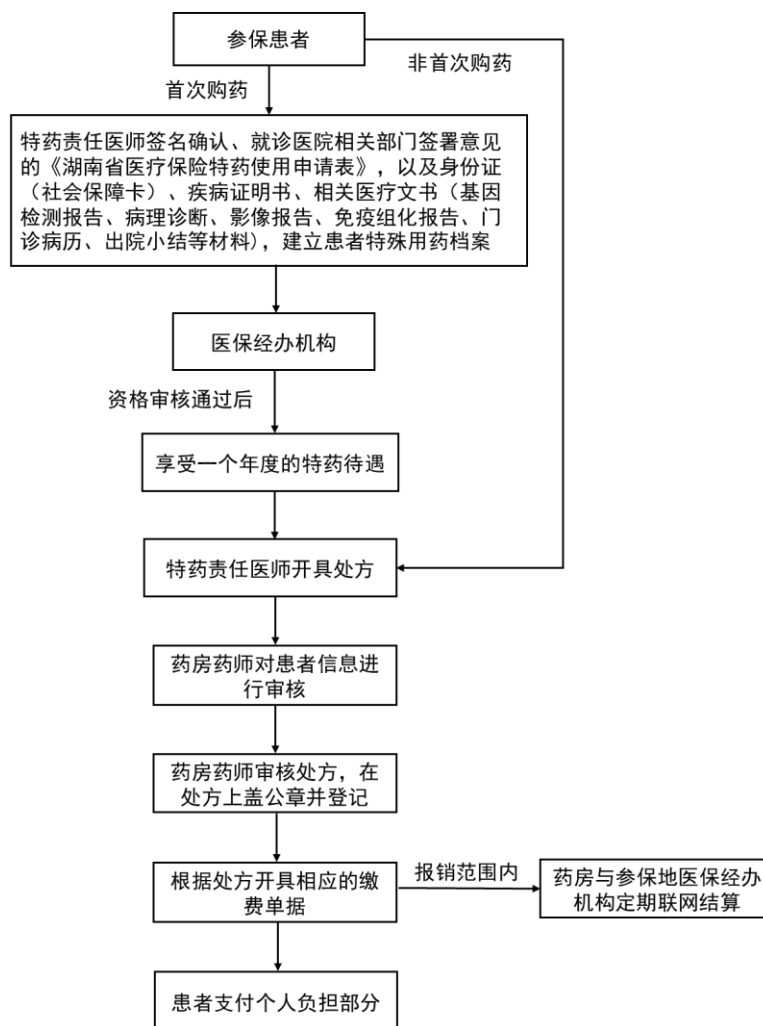 参保患者
非首次购药
首次购药
特药责任医师签名确认、就诊医院相关部门签署意见
的《湖南省医疗保险特药使用申请表》，以及身份证
（社会保障卡）、疾病证明书、相关医疗文书（基因
检测报告、病理诊断、影像报告、免疫组化报告、门
诊病历、出院小结等材料），建立患者特殊用药档案
医保经办机构
资格审核通过后
享受一个年度的特药待遇
特药责任医师开具处方
药房药师对患者信息进
行审核
药房药师审核处方，在
处方上盖公章并登记
根据处方开具相应的缴
费单据
报销范围内
药房与参保地医保经办
机构定期联网结算
患者支付个人负担部分